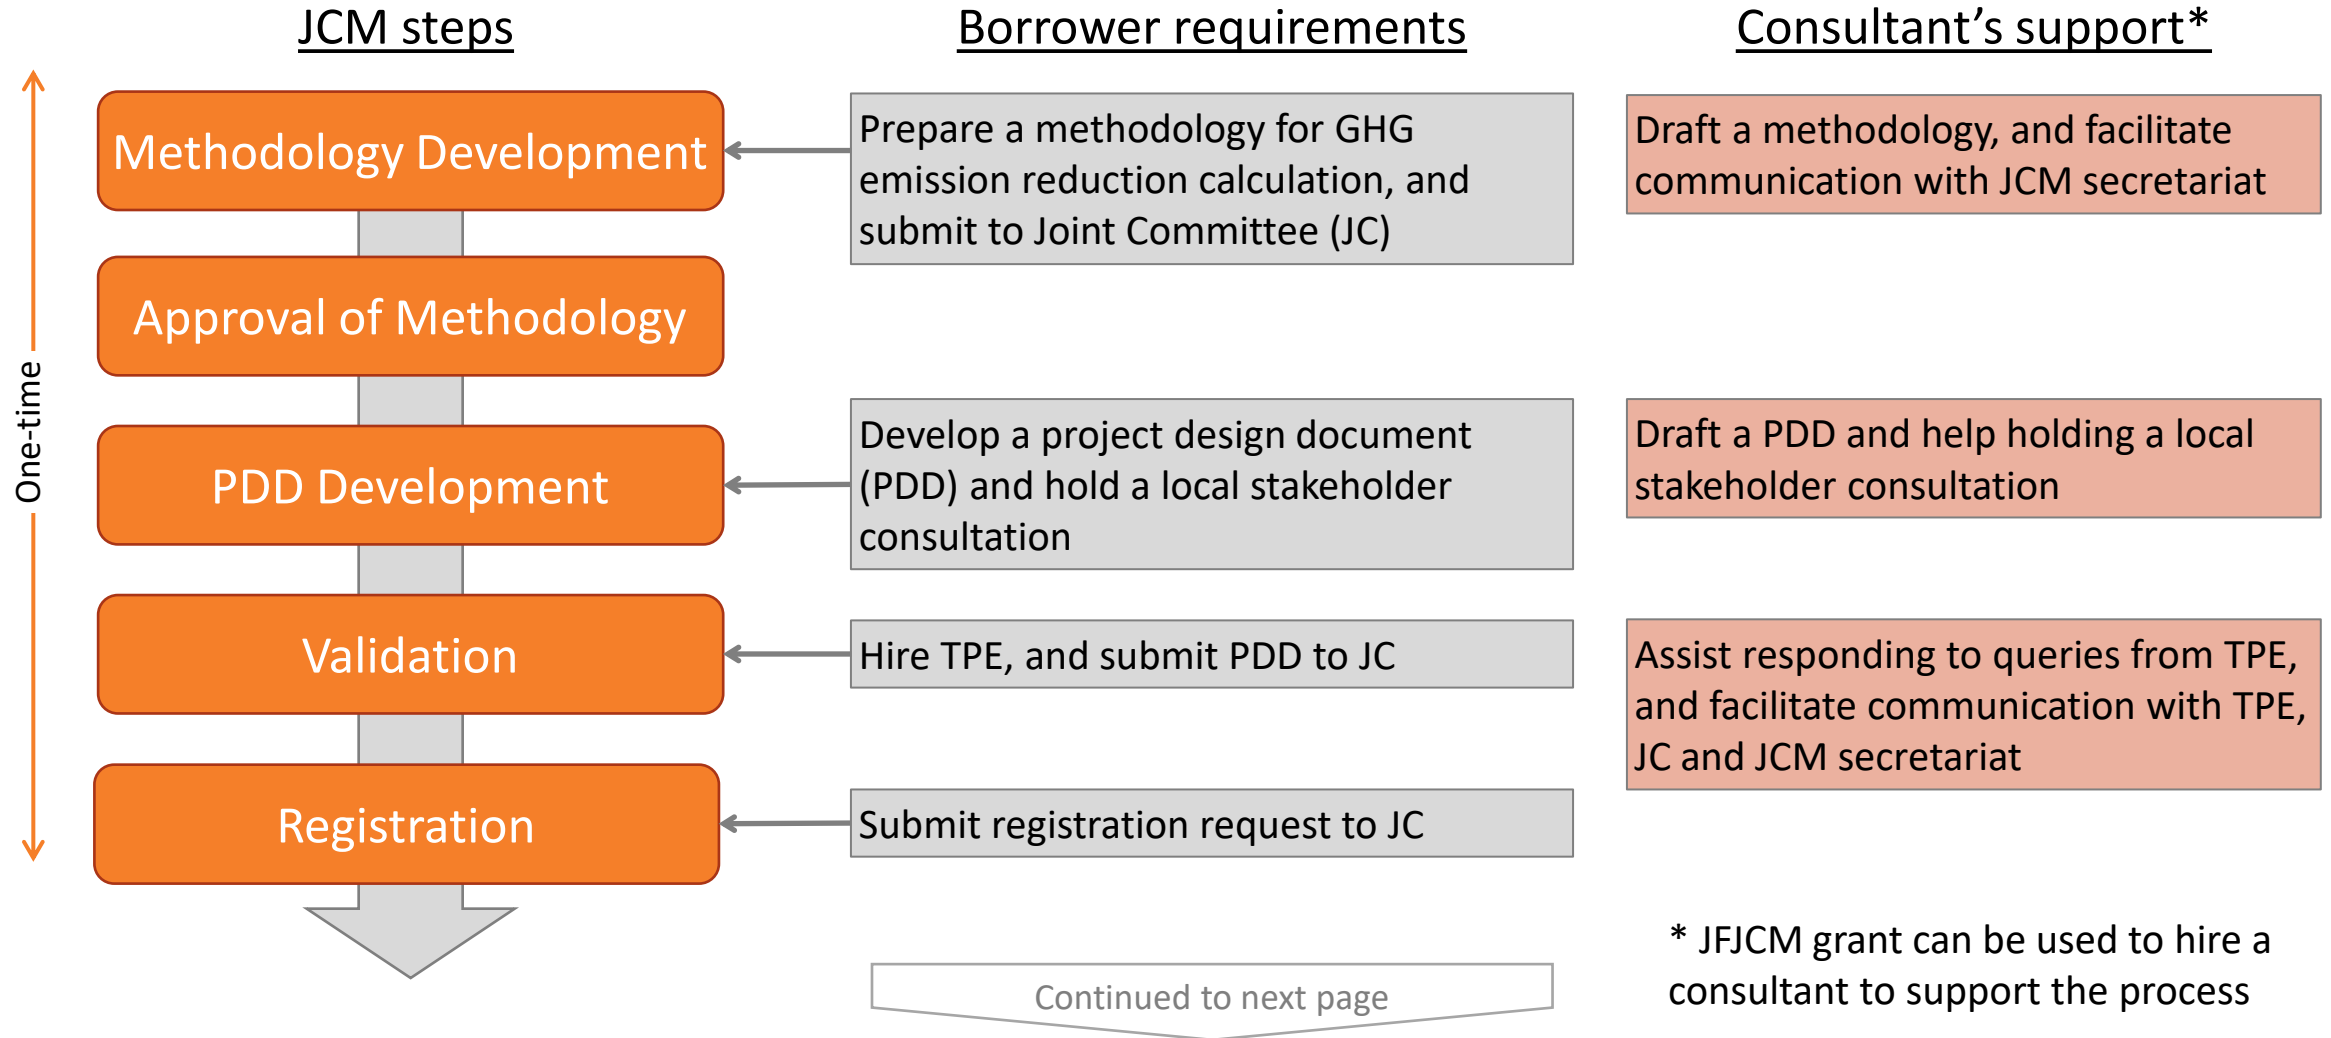 JCM steps
Borrower requirements
Consultant's support*
One-time
Methodology Development
Prepare a methodology for GHG
emission reduction calculation, and
submit to Joint Committee (JC)
Draft a methodology, and facilitate
communication with JCM secretariat
Approval of Methodology
PDD Development
Develop a project design document
(PDD) and hold a local stakeholder
consultation
Draft a PDD and help holding a local
stakeholder consultation
Validation
Hire TPE, and submit PDD to JC
Assist responding to queries from TPE,
and facilitate communication with TPE,
JC and JCM secretariat
Registration
Submit registration request to JC
* JFJCM grant can be used to hire a
consultant to support the process
Continued to next page